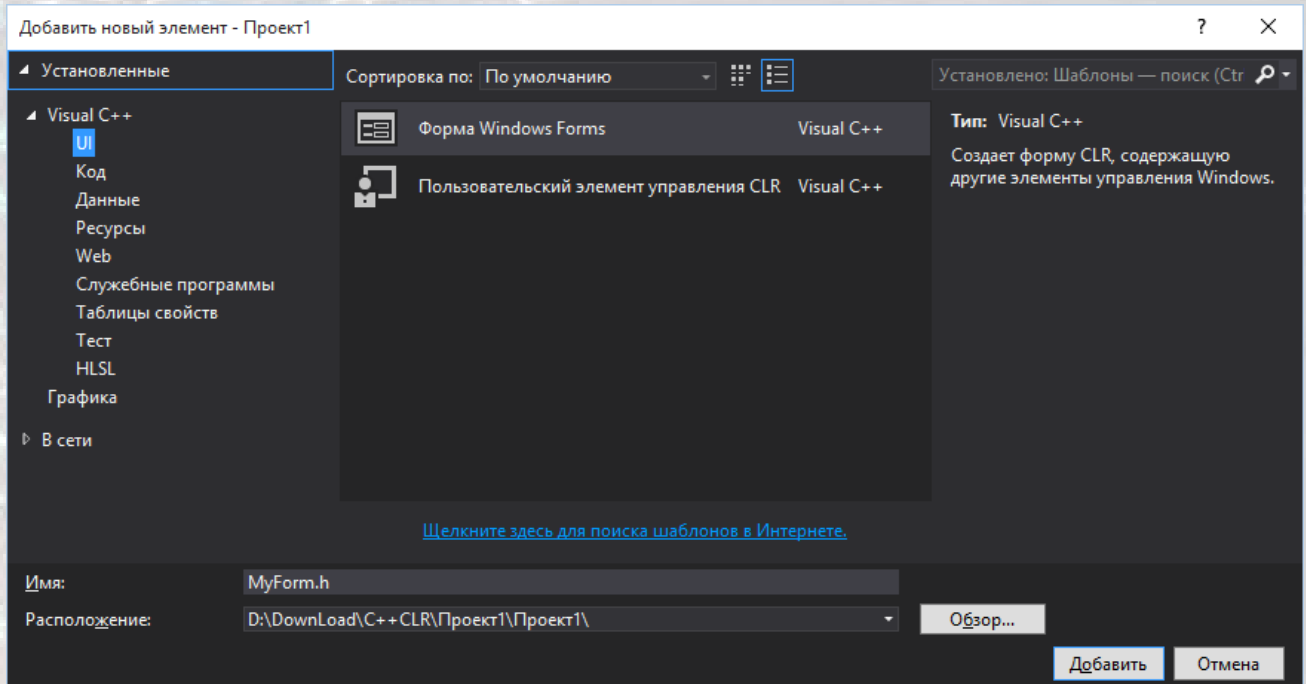 Добавить новый элемент - Проект1
?
Установленные
Сортировка по: По умолчанию
Установлено: Шаблоны — поиск (Ctr
Visual C++
UI
Код
Данные
Ресурсы
Web
Служебные программы
Таблицы свойств
Тест
HLSL
Графика
В сети
Форма Windows Forms Visual C++
Пользовательский элемент управления CLR Visual C++
Тип: Visual C++
Создает форму CLR, содержащую
другие элементы управления Windows.
Щелкните здесь для поиска шаблонов в Интернете.
Имя: MyForm.h
Расположение: D:\DownLoad\C++CLR\Проект1\Проект1\
Обзор...
Добавить Отмена